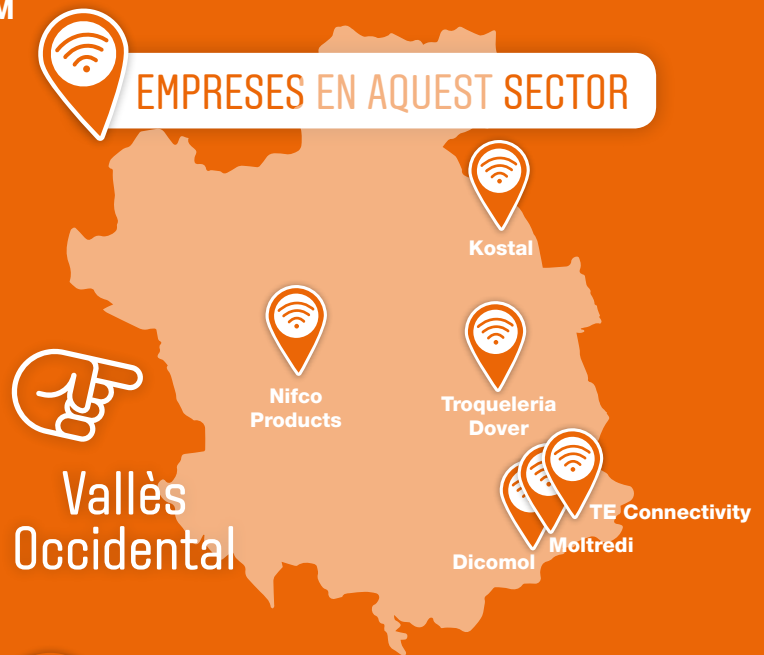 M
EMPRESES EN AQUEST SECTOR
Kostal
Nifco
Products
Troqueleria
Dover
Vallès
Occidental
TE Connectivity
Moltredi
Dicomol